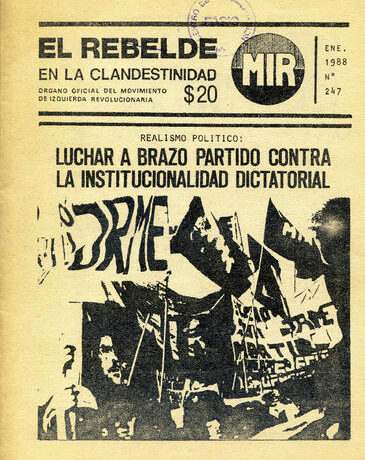 EL REBELDE
EN LA CLANDESTINIDAD
ORGANO OFICIAL DEL MOVIMIENTO
DE IZQUIERDA REVOLUCIONARIA
$20
MIR
ENE.
1988
N°
247
REALISMO POLITICO:
LUCHAR A BRAZO PARTIDO CONTRA
LA INSTITUCIONALIDAD DICTATORIAL
DRME